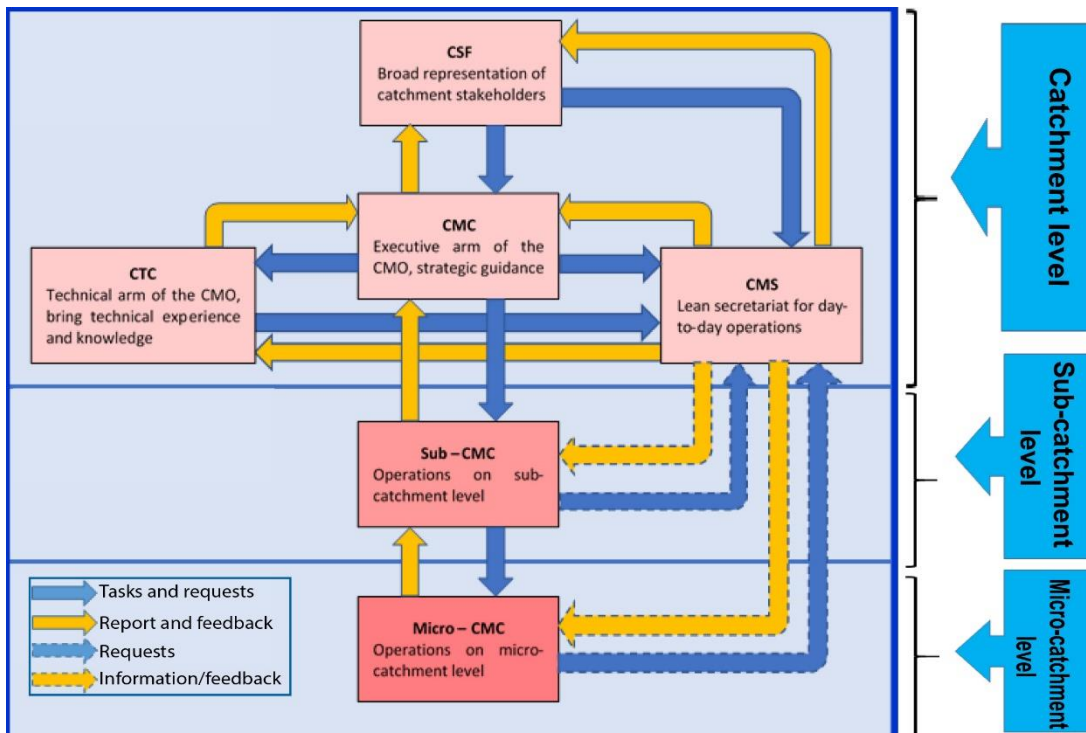 CSF
Broad representation of
catchment stakeholders
CMC
Executive arm of the
CMO, strategic guidance
CTC
Technical arm of the CMO,
bring technical experience
and knowledge
CMS
Lean secretariat for day-
to-day operations
Sub – CMC
Operations on sub-
catchment level
Micro – CMC
Operations on micro-
catchment level
Tasks and requests
Report and feedback
Requests
Information/feedback
Catchment level
Sub-catchment
level
Micro-catchment
level